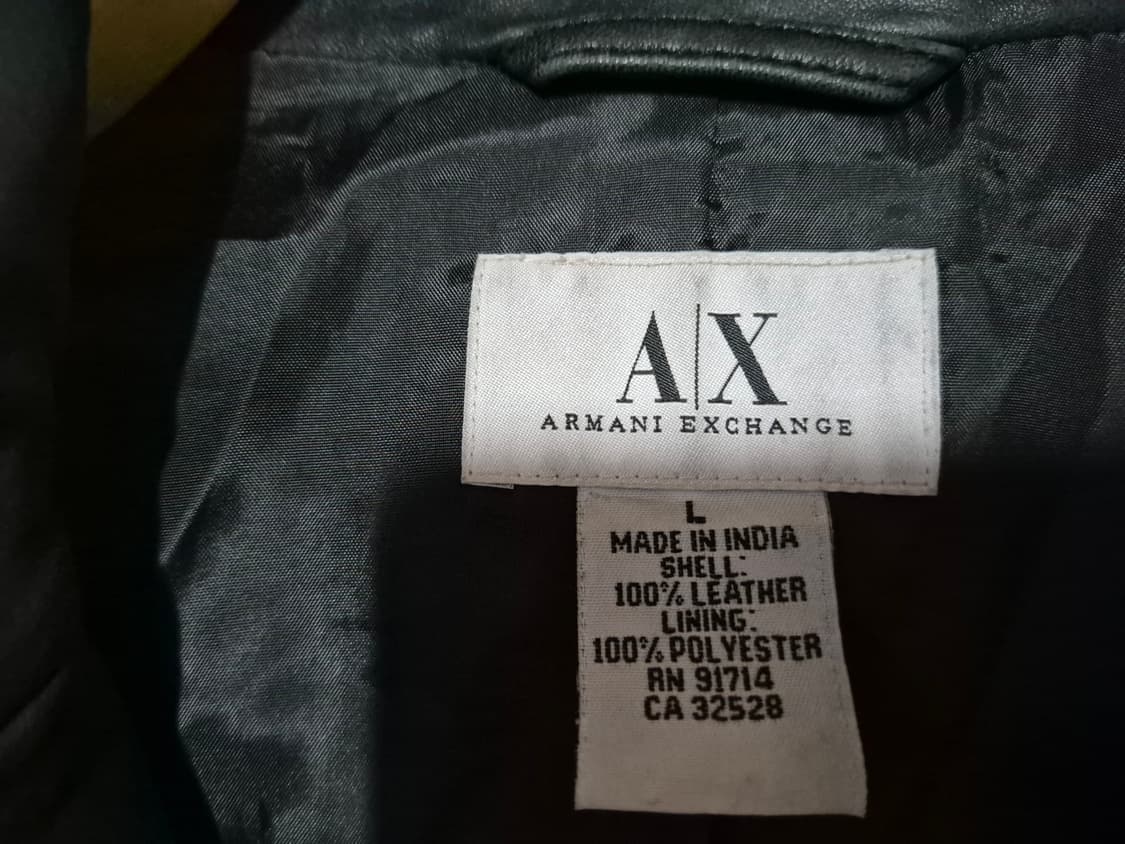 A|X
ARMANI EXCHANGE
L
MADE IN INDIA
SHELL:
100% LEATHER
LINING:
100% POLYESTER
RN 91714
CA 32528